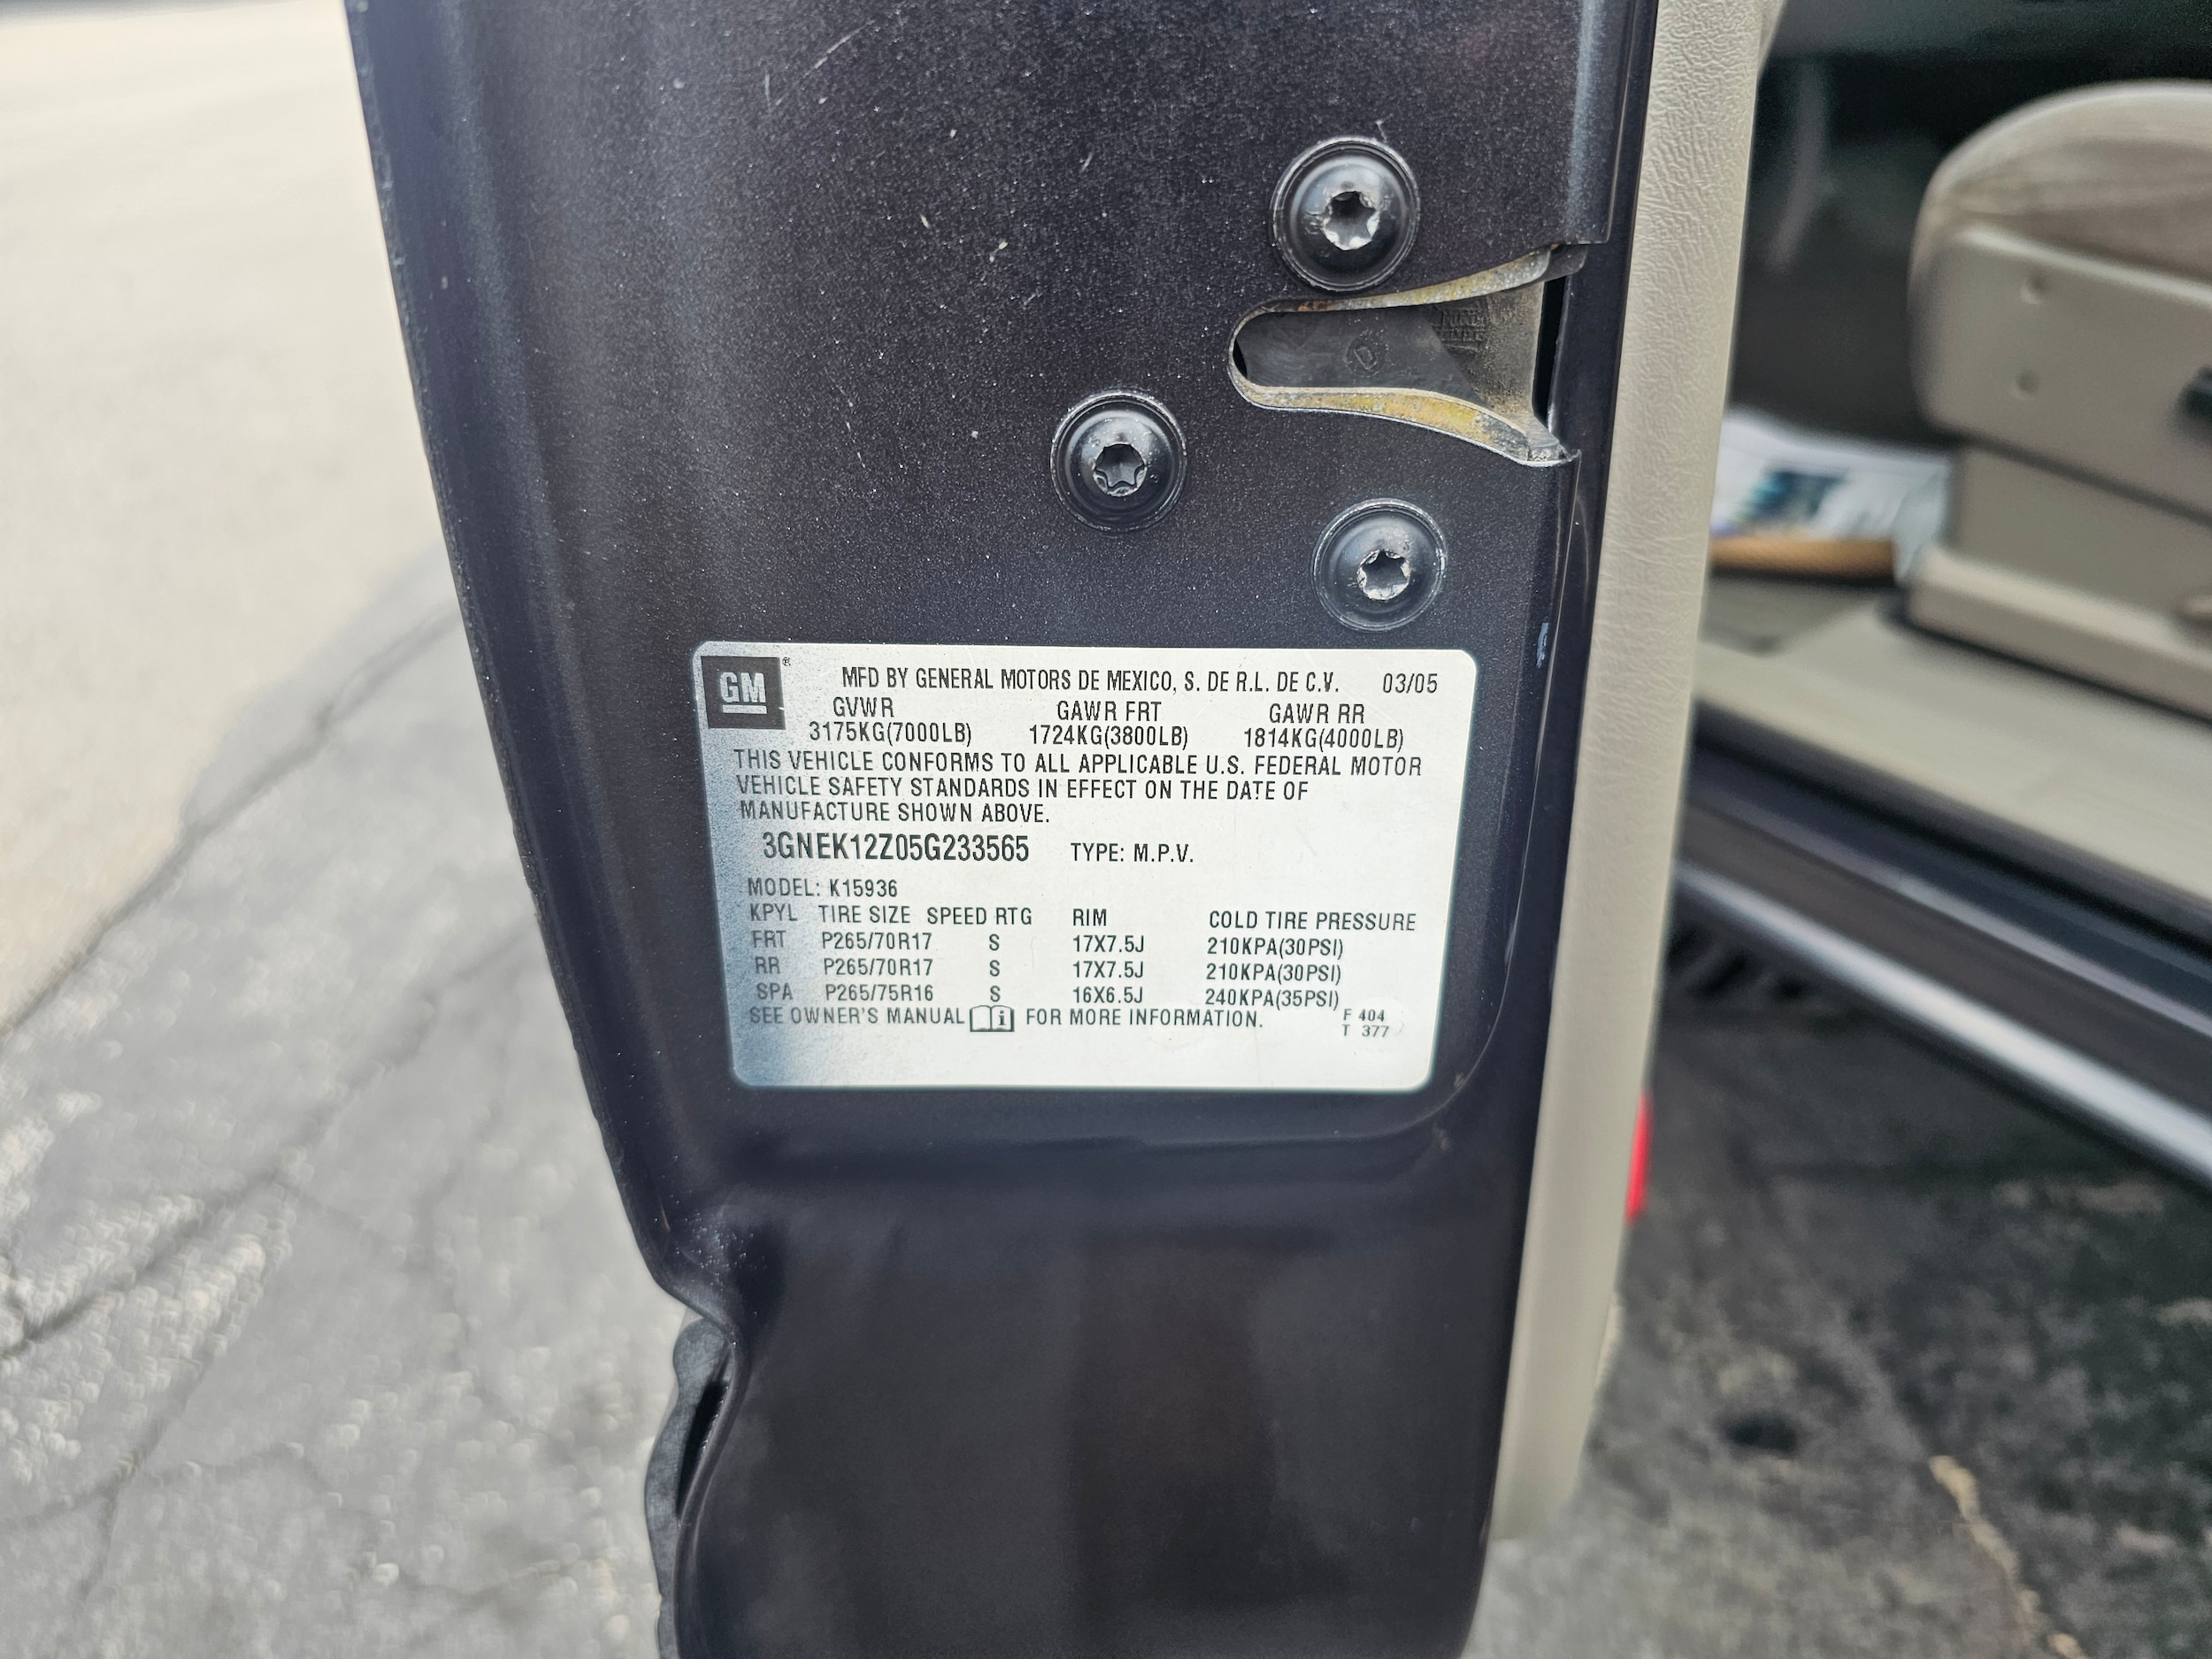 GM ® MFD BY GENERAL MOTORS DE MEXICO, S. DE R.L. DE C.V. 03/05
GVWR GAWR FRT GAWR RR
3175KG(7000LB) 1724KG(3800LB) 1814KG(4000LB)
THIS VEHICLE CONFORMS TO ALL APPLICABLE U.S. FEDERAL MOTOR
VEHICLE SAFETY STANDARDS IN EFFECT ON THE DATE OF
MANUFACTURE SHOWN ABOVE.
3GNEK12Z05G233565 TYPE: M.P.V.
MODEL: K15936
KPYL TIRE SIZE SPEED RTG RIM COLD TIRE PRESSURE
FRT P265/70R17 S 17X7.5J 210KPA(30PSI)
RR P265/70R17 S 17X7.5J 210KPA(30PSI)
SPA P265/75R16 S 16X6.5J 240KPA(35PSI)
SEE OWNER'S MANUAL i FOR MORE INFORMATION. F 404
T 377